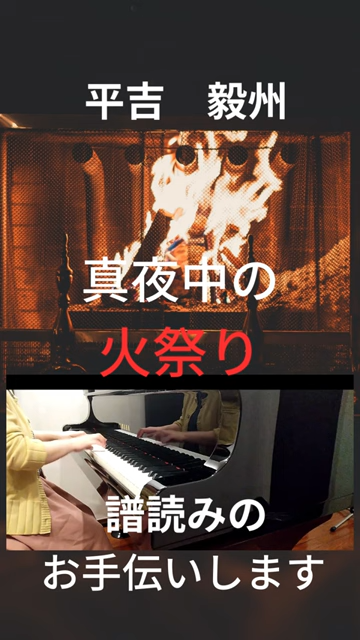 平吉　毅州
真夜中の
火祭り
譜読みの
お手伝いします